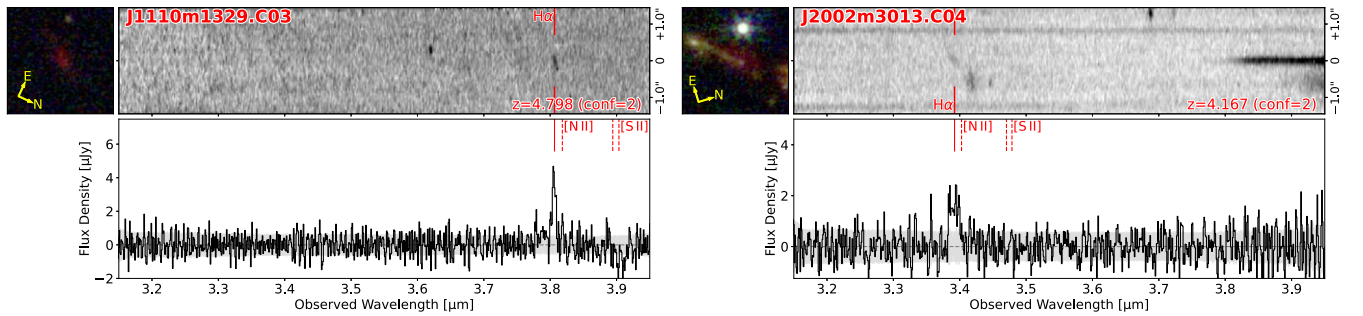 J1110m1329.C03
Hα
+1.0"
0
−1.0"
z=4.798 (conf=2)
E
N
[N II]
[S II]
6
4
2
0
−2
Flux Density [μJy]
3.2 3.3 3.4 3.5 3.6 3.7 3.8 3.9
Observed Wavelength [μm]
J2002m3013.C04
+1.0"
0
−1.0"
Hα
z=4.167 (conf=2)
E
N
[N II]
[S II]
4
2
0
Flux Density [μJy]
3.2 3.3 3.4 3.5 3.6 3.7 3.8 3.9
Observed Wavelength [μm]